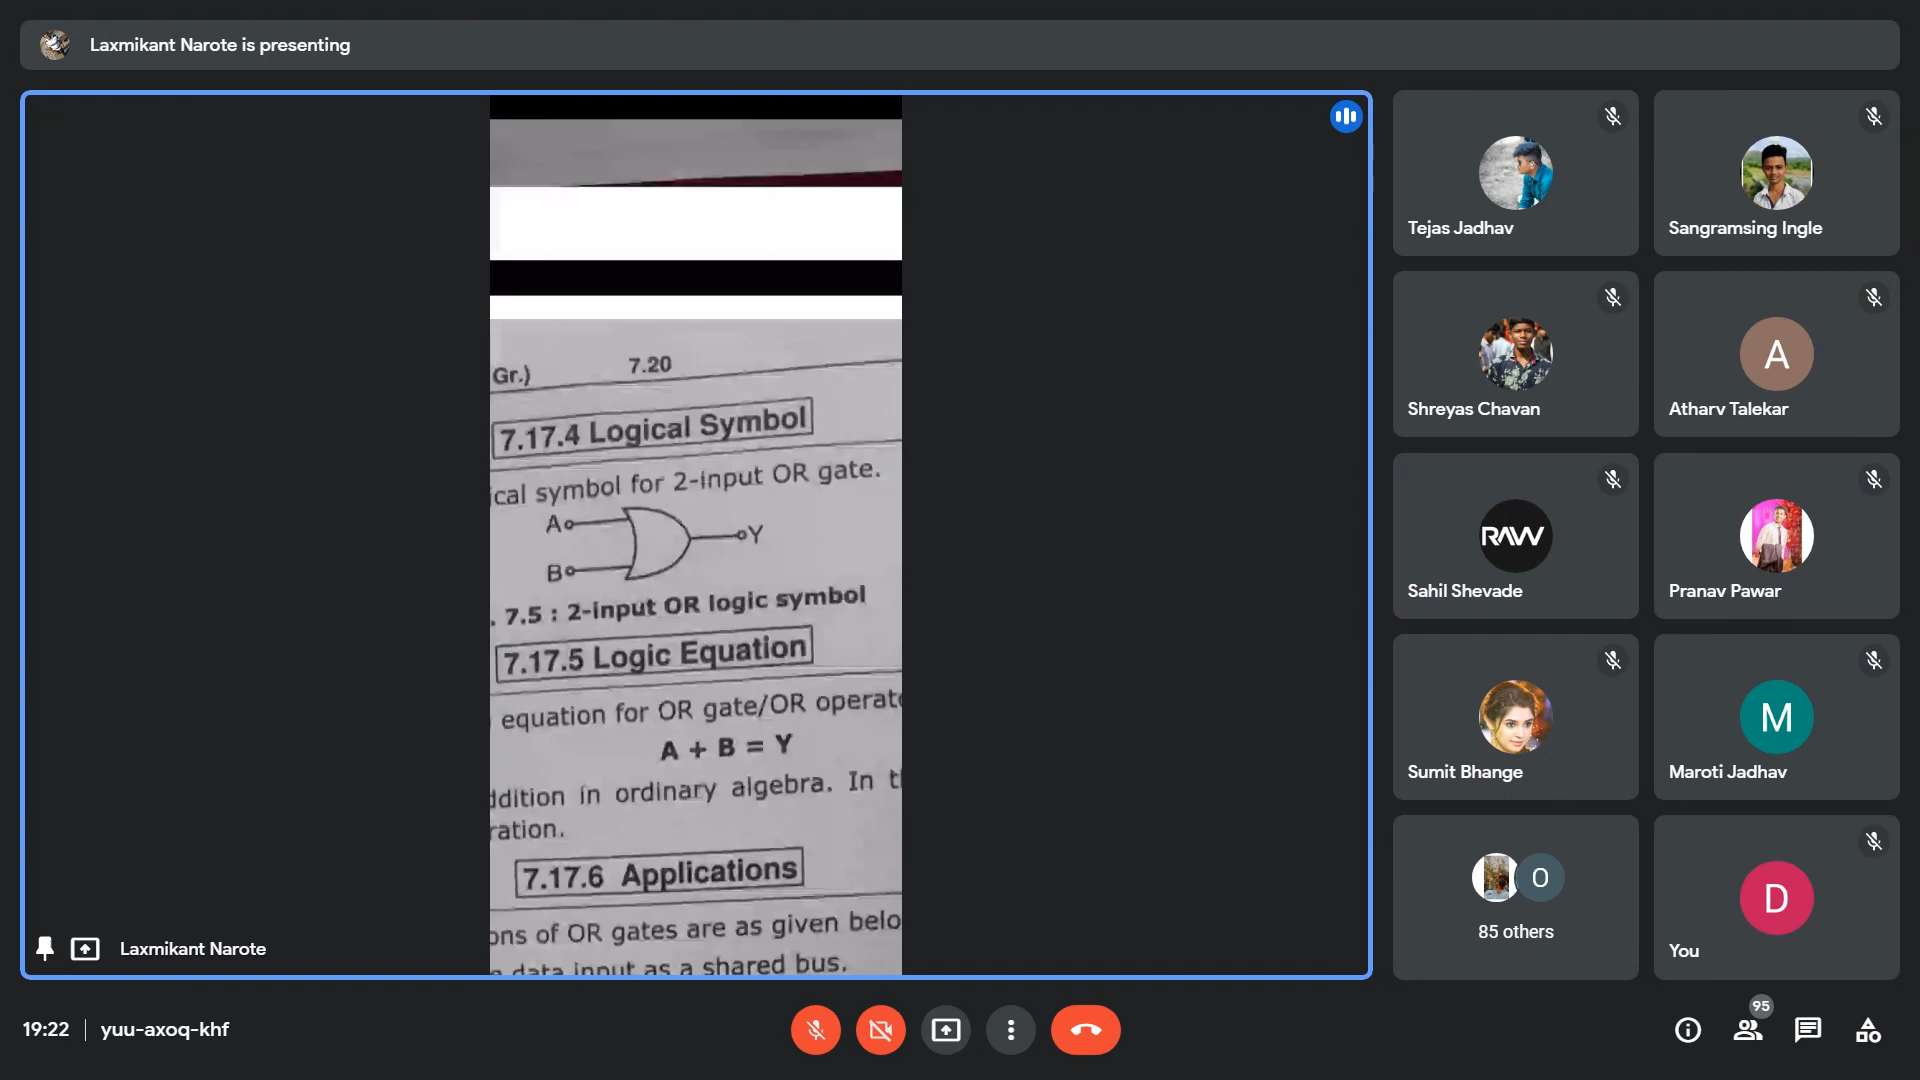 Laxmikant Narote is presenting
Gr.)
7.20
7.17.4 Logical Symbol
ical symbol for 2-input OR gate.
A
Y
B
. 7.5 : 2-input OR logic symbol
7.17.5 Logic Equation
equation for OR gate/OR operat
A + B = Y
ddition in ordinary algebra. In t
ration.
7.17.6 Applications
ons of OR gates are as given belo
data input as a shared bus.
Laxmikant Narote
Tejas Jadhav
Sangramsing Ingle
Shreyas Chavan
A
Atharv Talekar
RAW
Sahil Shevade
Pranav Pawar
Sumit Bhange
M
Maroti Jadhav
O
85 others
D
You
19:22
yuu-axoq-khf
95